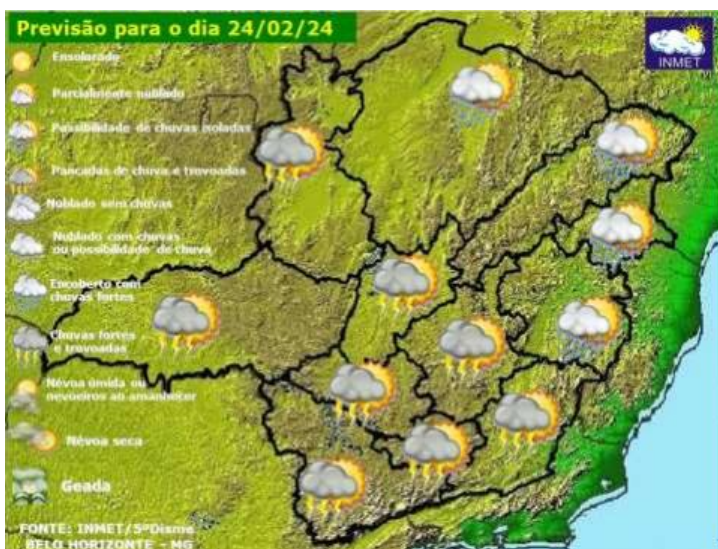 Previsão para o dia 24/02/24
INMET
Ensolarado
Parcialmente nublado
Possibilidade de chuvas isoladas
Pancadas de chuva e trovoadas
Nublado sem chuvas
Nublado com chuvas
ou possibilidade de chuva
Encoberto com
chuvas fortes
Chuvas fortes
e trovoadas
Névoa úmida ou
nevoeiros ao amanhecer
Névoa seca
Geada
FONTE: INMET/5ºDisme
BELO HORIZONTE - MG